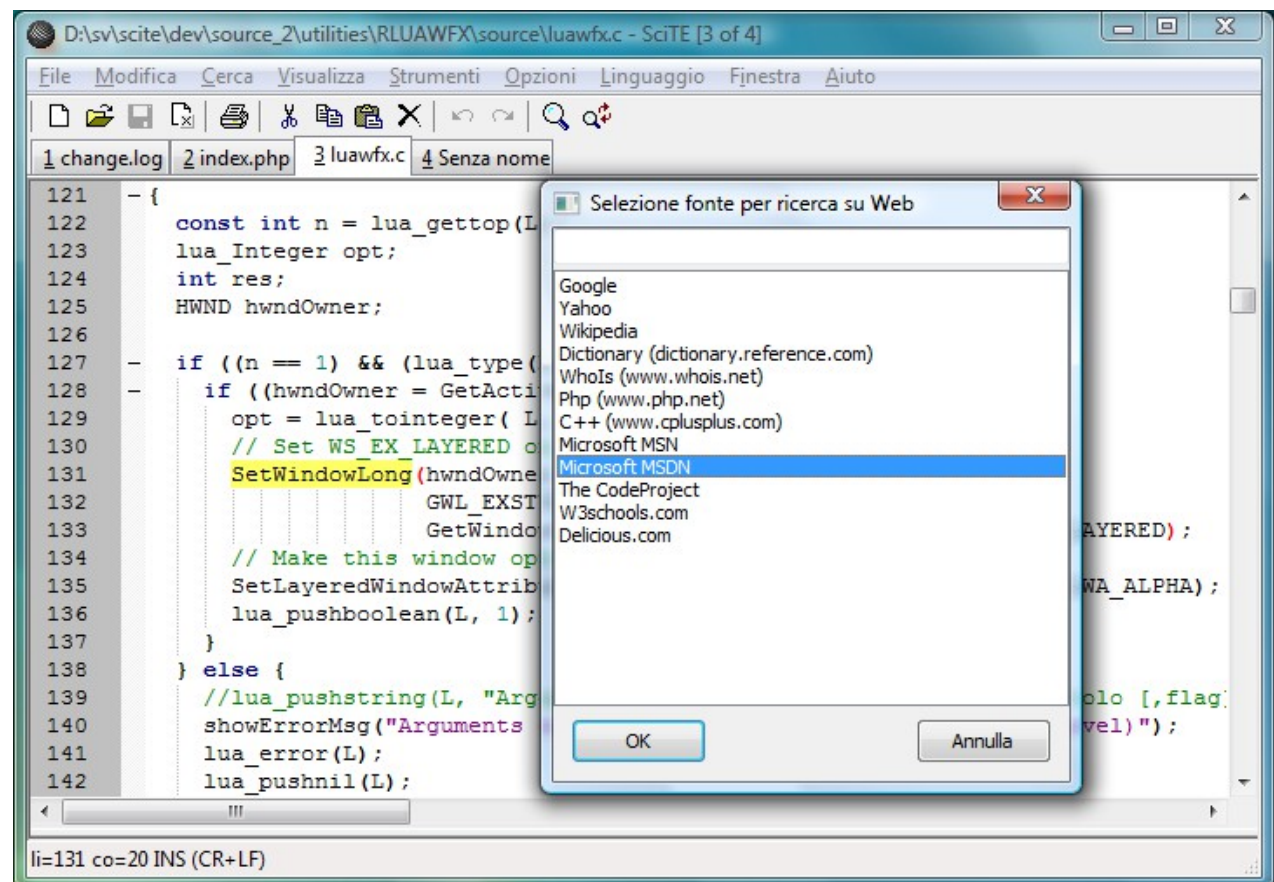 D:\sv\scite\dev\source_2\utilities\RLUAWFX\source\luawfx.c - SciTE [3 of 4]
File Modifica Cerca Visualizza Strumenti Opzioni Linguaggio Finestra Aiuto
1 change.log 2 index.php 3 luawfx.c 4 Senza nome
121 {
122 const int n = lua_gettop(L
123 lua_Integer opt;
124 int res;
125 HWND hwndOwner;
126
127 if ((n == 1) && (lua_type(
128 if ((hwndOwner = GetActi
129 opt = lua_tointeger( L
130 // Set WS_EX_LAYERED o
131 SetWindowLong(hwndOwne
132 GWL_EXST
133 GetWindo AYERED);
134 // Make this window op
135 SetLayeredWindowAttrib WA_ALPHA);
136 lua_pushboolean(L, 1);
137 }
138 } else {
139 //lua_pushstring(L, "Arg olo [,flag]
140 showErrorMsg("Arguments vel)");
141 lua_error(L);
142 lua_pushnil(L);
Selezione fonte per ricerca su Web
Google
Yahoo
Wikipedia
Dictionary (dictionary.reference.com)
WhoIs (www.whois.net)
Php (www.php.net)
C++ (www.cplusplus.com)
Microsoft MSN
Microsoft MSDN
The CodeProject
W3schools.com
Delicious.com
OK Annulla
li=131 co=20 INS (CR+LF)